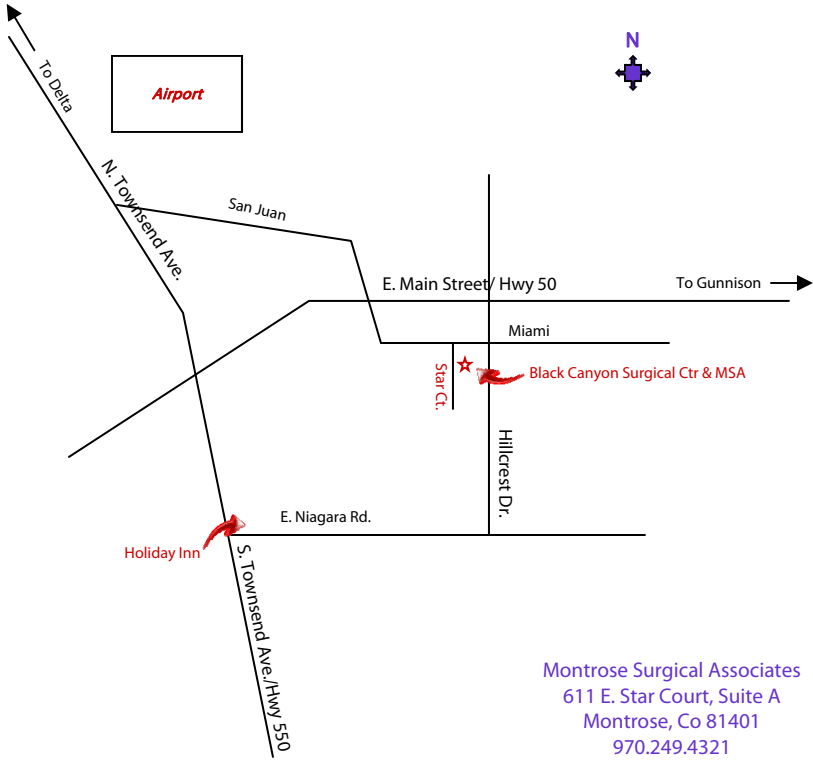 N
To Delta
Airport
N. Townsend Ave.
San Juan
E. Main Street/ Hwy 50
To Gunnison
Miami
Star Ct.
Black Canyon Surgical Ctr & MSA
Hillcrest Dr.
E. Niagara Rd.
Holiday Inn
S. Townsend Ave./Hwy 550
Montrose Surgical Associates
611 E. Star Court, Suite A
Montrose, Co 81401
970.249.4321